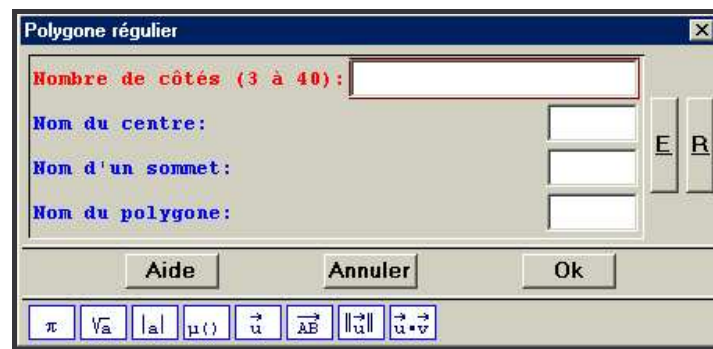 Polygone régulier
Nombre de côtés (3 à 40):
Nom du centre:
Nom d'un sommet:
Nom du polygone:
E R
Aide Annuler Ok
π √a |a| μ() u⃗ A͞B⃗ ||u⃗|| u⃗•v⃗